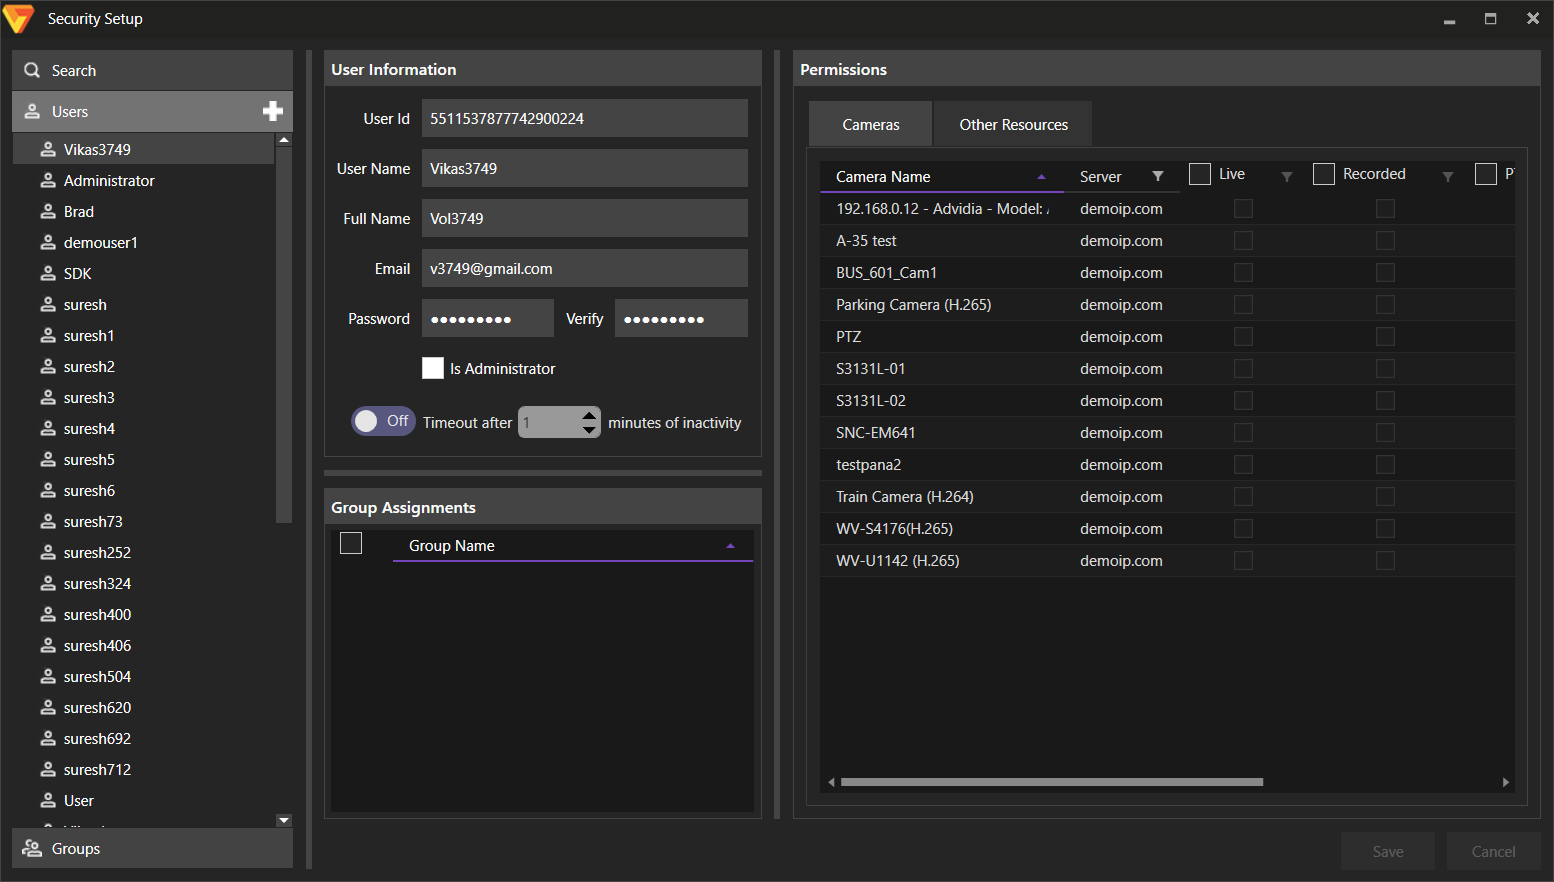 Security Setup
Search
Users
Vikas3749
Administrator
Brad
demouser1
SDK
suresh
suresh1
suresh2
suresh3
suresh4
suresh5
suresh6
suresh73
suresh252
suresh324
suresh400
suresh406
suresh504
suresh620
suresh692
suresh712
User
Groups
User Information
User Id 5511537877742900224
User Name Vikas3749
Full Name Vol3749
Email v3749@gmail.com
Password ●●●●●●●●● Verify ●●●●●●●●●
Is Administrator
Off Timeout after 1 minutes of inactivity
Group Assignments
Group Name
Permissions
Cameras Other Resources
Camera Name Server Live Recorded
192.168.0.12 - Advidia - Model: demoip.com
A-35 test demoip.com
BUS_601_Cam1 demoip.com
Parking Camera (H.265) demoip.com
PTZ demoip.com
S3131L-01 demoip.com
S3131L-02 demoip.com
SNC-EM641 demoip.com
testpana2 demoip.com
Train Camera (H.264) demoip.com
WV-S4176(H.265) demoip.com
WV-U1142 (H.265) demoip.com
Save Cancel